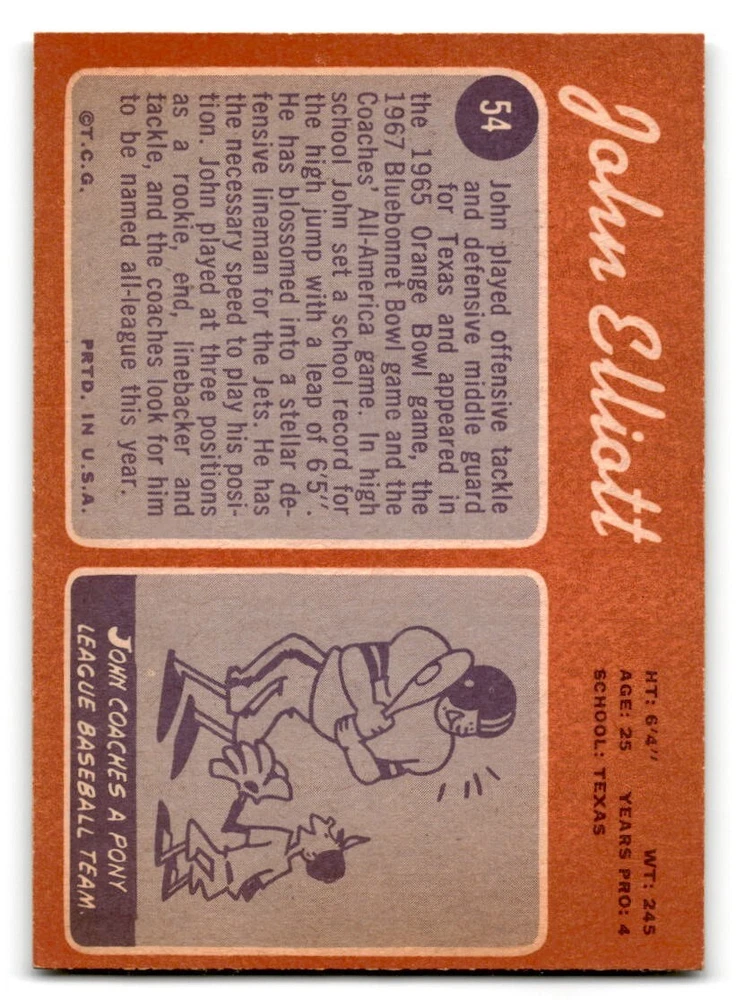 John Elliott
HT: 6'4" WT: 245
AGE: 25 YEARS PRO: 4
SCHOOL: TEXAS
54
John played offensive tackle
and defensive middle guard
for Texas and appeared in
the 1965 Orange Bowl game, the
1967 Bluebonnet Bowl game and the
Coaches' All-America game. In high
school John set a school record for
the high jump with a leap of 6'5".
He has blossomed into a stellar de-
fensive lineman for the Jets. He has
the necessary speed to play his posi-
tion. John played at three positions
as a rookie, end, linebacker and
tackle, and the coaches look for him
to be named all-league this year.
©T.C.G. PRTD. IN U.S.A.
JOHN COACHES A PONY
LEAGUE BASEBALL TEAM.